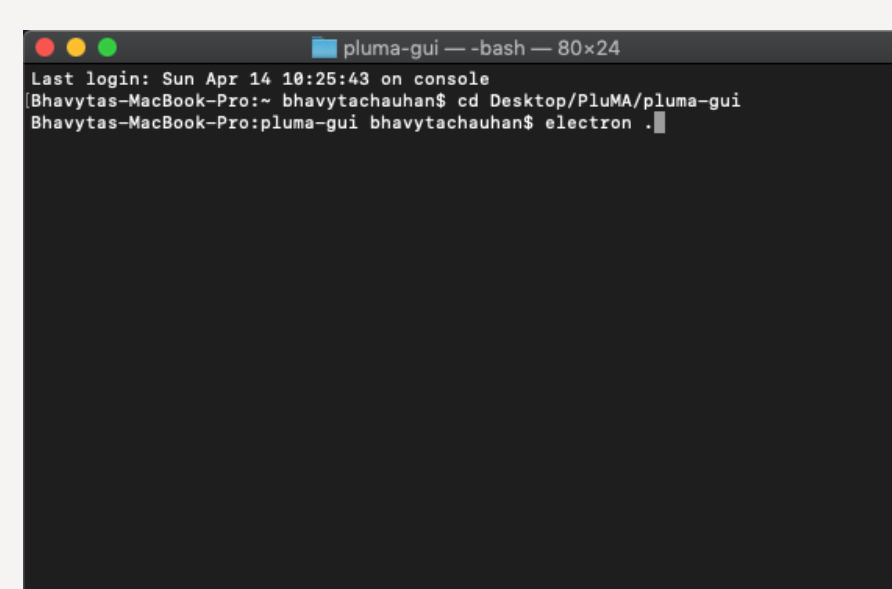 pluma-gui — -bash — 80×24
Last login: Sun Apr 14 10:25:43 on console
[Bhavytas-MacBook-Pro:~ bhavytachauhan$ cd Desktop/PluMA/pluma-gui
Bhavytas-MacBook-Pro:pluma-gui bhavytachauhan$ electron .